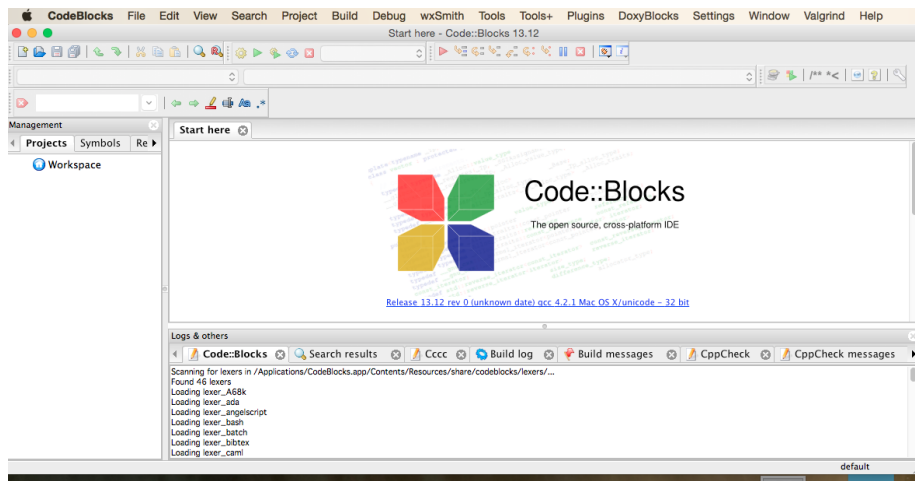 CodeBlocks File Edit View Search Project Build Debug wxSmith Tools Tools+ Plugins DoxyBlocks Settings Window Valgrind Help
Start here - Code::Blocks 13.12
/** *<
Management
Projects Symbols Re
Workspace
Start here
Code::Blocks
The open source, cross-platform IDE
Release 13.12 rev 0 (unknown date) gcc 4.2.1 Mac OS X/unicode - 32 bit
Logs & others
Code::Blocks Search results Cccc Build log Build messages CppCheck CppCheck messages
Scanning for lexers in /Applications/CodeBlocks.app/Contents/Resources/share/codeblocks/lexers/...
Found 46 lexers
Loading lexer_A68k
Loading lexer_ada
Loading lexer_angelscript
Loading lexer_bash
Loading lexer_batch
Loading lexer_bibtex
Loading lexer_caml
default